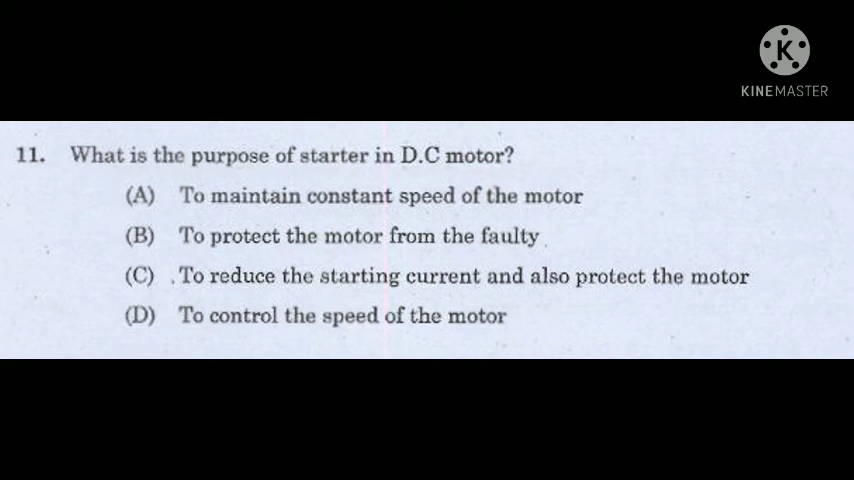 K
KINEMASTER
11. What is the purpose of starter in D.C motor?
(A) To maintain constant speed of the motor
(B) To protect the motor from the faulty
(C) .To reduce the starting current and also protect the motor
(D) To control the speed of the motor